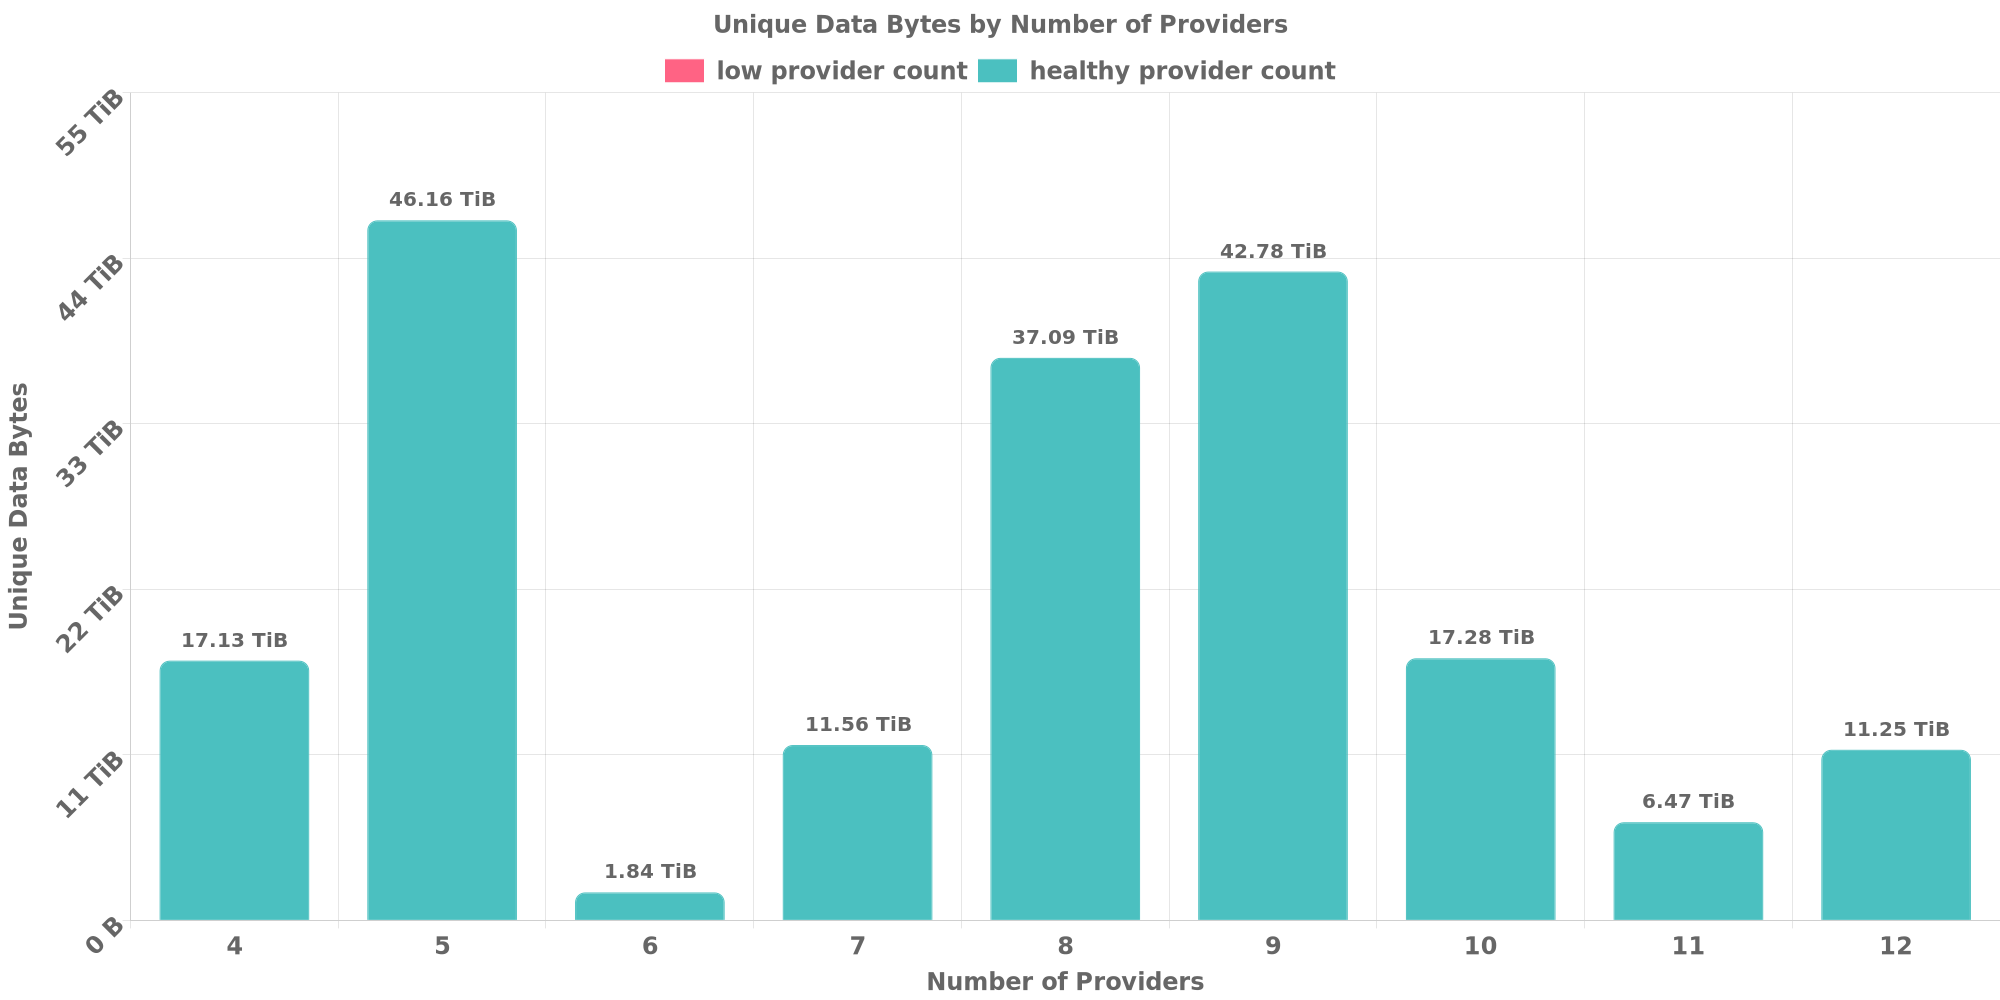 Unique Data Bytes by Number of Providers
low provider count healthy provider count
55 TiB
44 TiB
33 TiB
22 TiB
11 TiB
0 B
Unique Data Bytes
17.13 TiB
46.16 TiB
1.84 TiB
11.56 TiB
37.09 TiB
42.78 TiB
17.28 TiB
6.47 TiB
11.25 TiB
4 5 6 7 8 9 10 11 12
Number of Providers